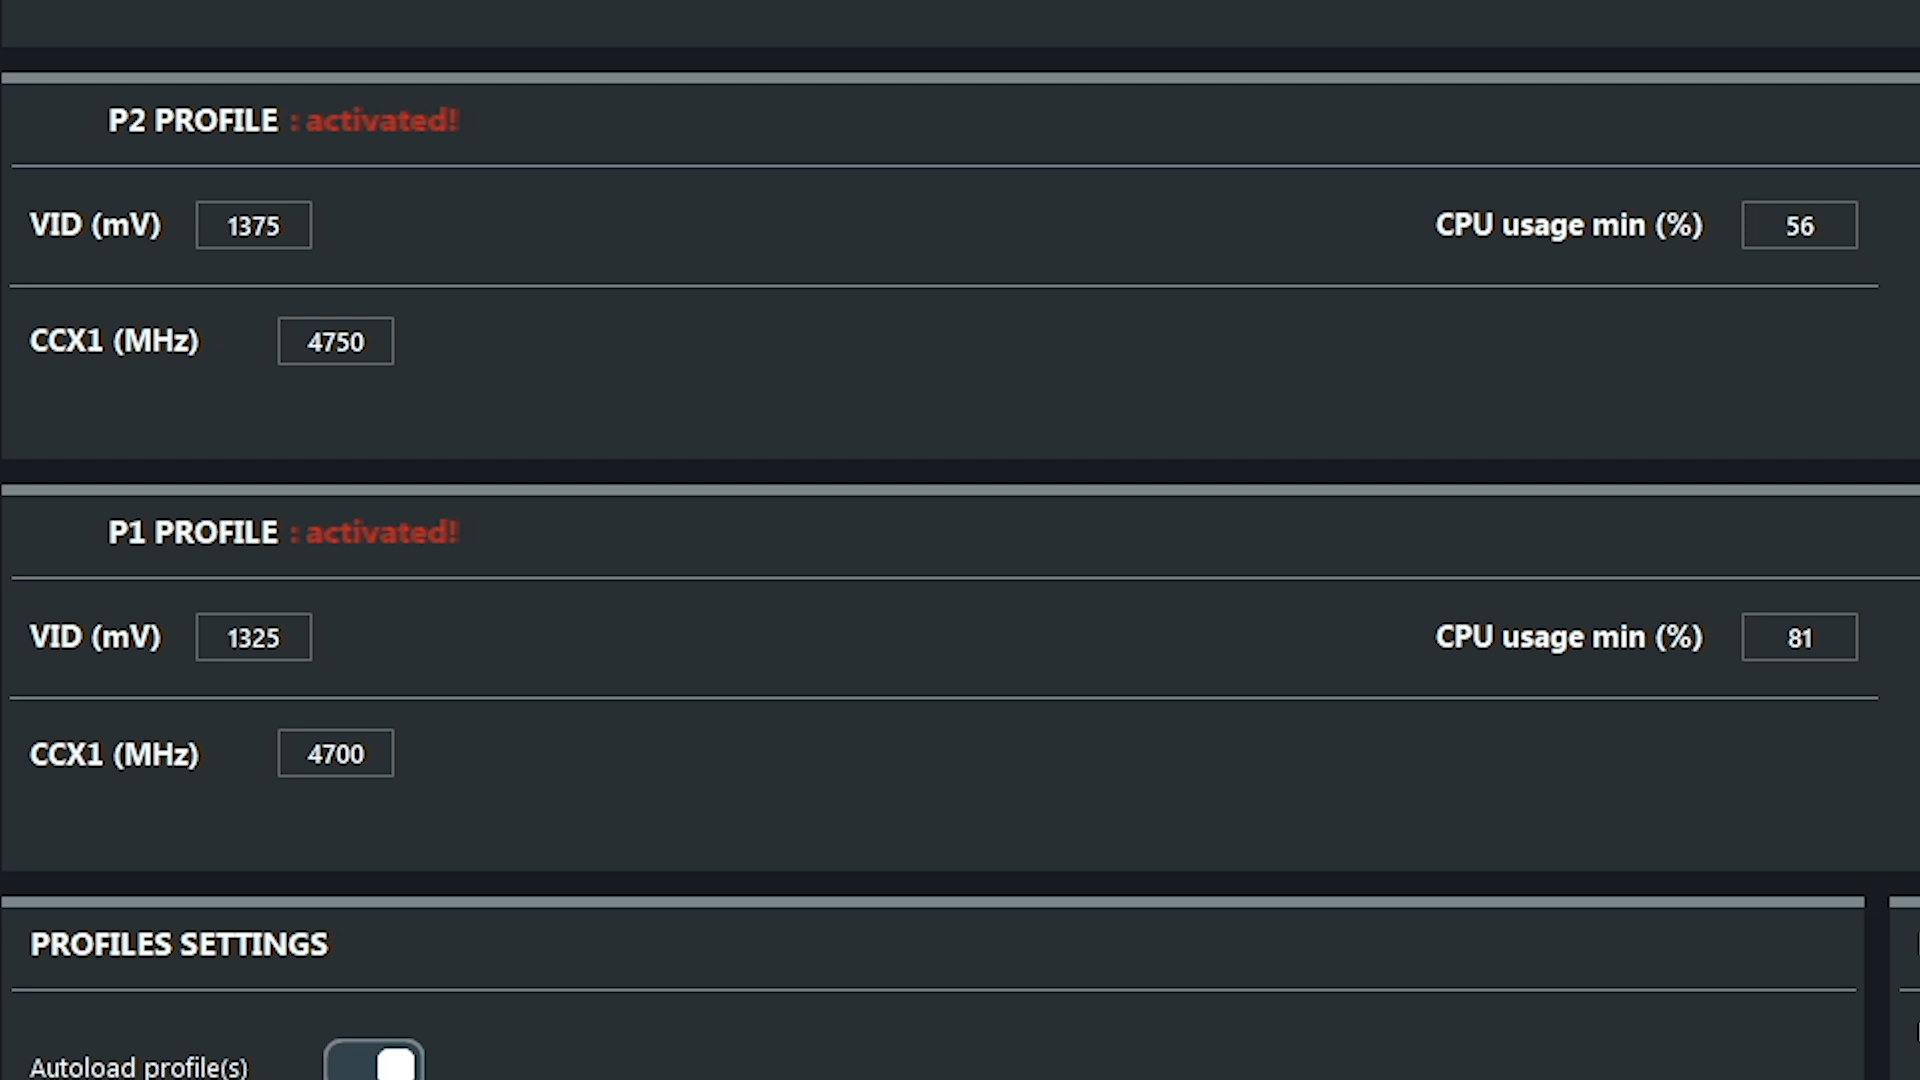 P2 PROFILE : activated!
VID (mV) 1375 CPU usage min (%) 56
CCX1 (MHz) 4750
P1 PROFILE : activated!
VID (mV) 1325 CPU usage min (%) 81
CCX1 (MHz) 4700
PROFILES SETTINGS
Autoload profile(s)